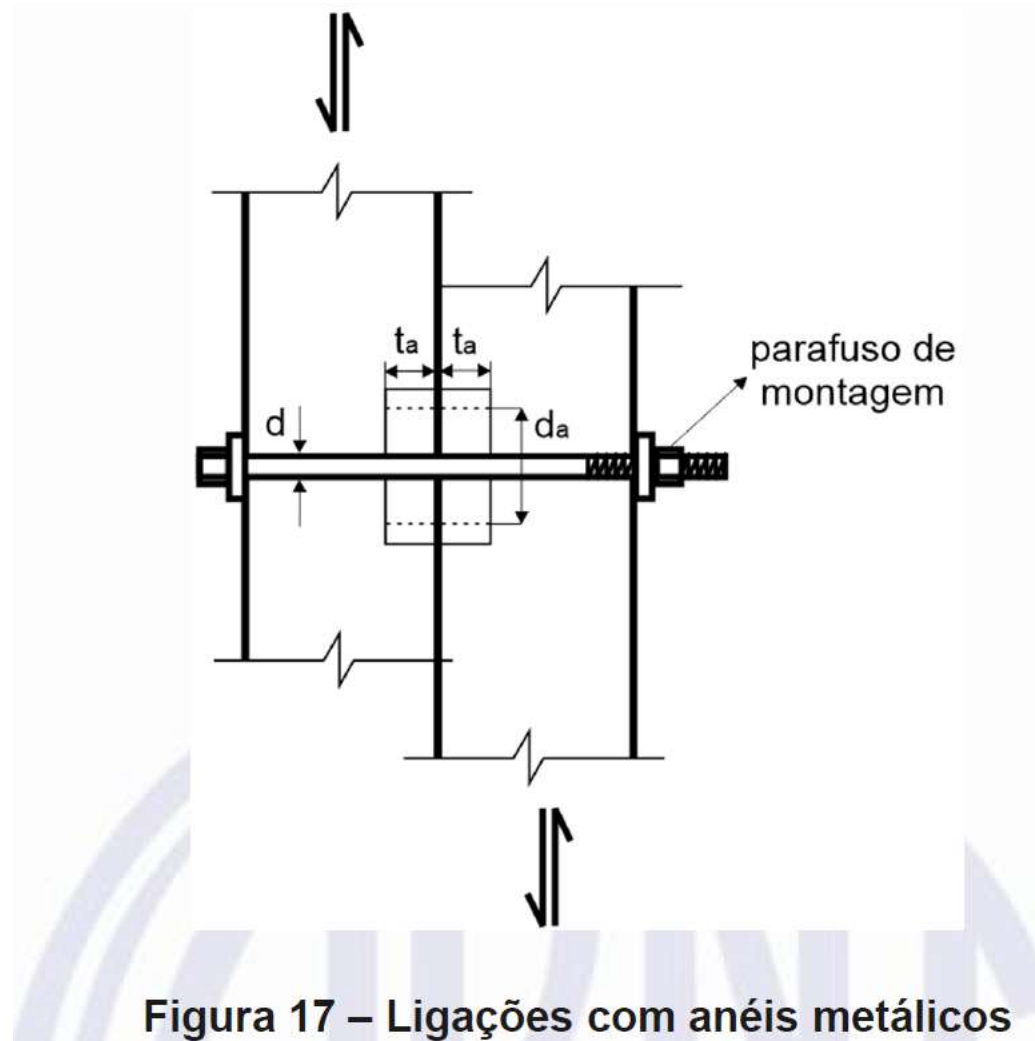 ta ta
parafuso de
montagem
d
da
Figura 17 – Ligações com anéis metálicos